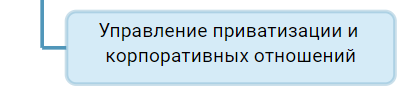 Управление приватизации и
корпоративных отношений